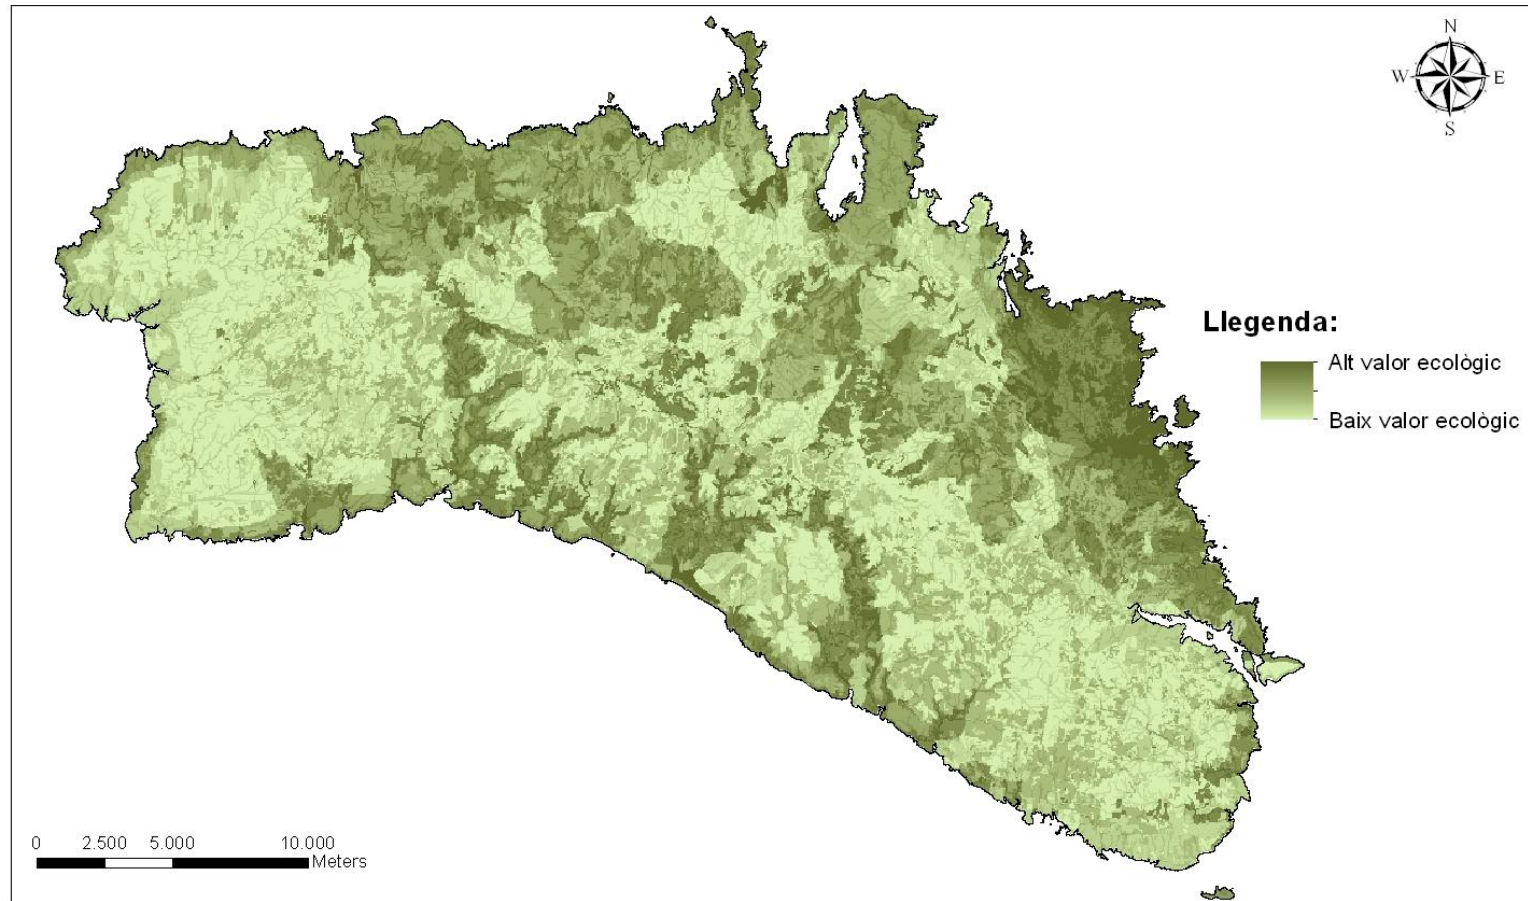 N
W E
S
Llegenda:
Alt valor ecològic
Baix valor ecològic
0 2.500 5.000 10.000
Meters